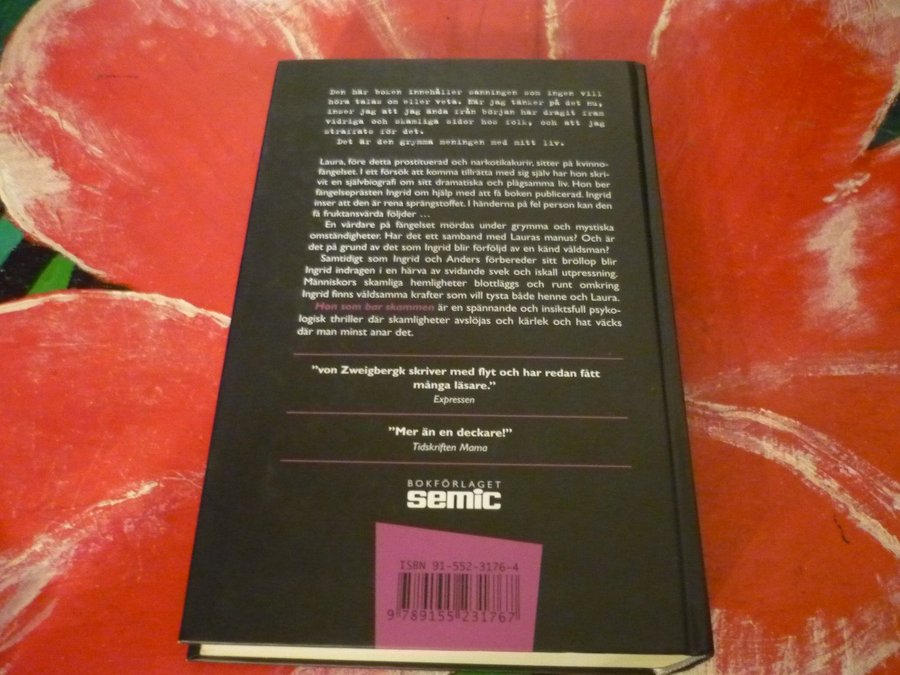 Den här boken innehåller sanningen som ingen vill
höra talas om eller veta. När jag tänker på det nu,
inser jag att jag ända från början har dragit fram
vidriga och skamliga sidor hos folk, och att jag
straffats för det.
Det är den grymma meningen med mitt liv.
Laura, före detta prostituerad och narkotikakurir, sitter på kvinno-
fängelset. I ett försök att komma tillrätta med sig själv har hon skri-
vit en självbiografi om sitt dramatiska och plågsamma liv. Hon ber
fängelseprästen Ingrid om hjälp med att få boken publicerad. Ingrid
inser att den är rena sprängstoffet. I händerna på fel person kan den
få fruktansvärda följder ...
En vårdare på fängelset mördas under grymma och mystiska
omständigheter. Har det ett samband med Lauras manus? Och är
det på grund av det som Ingrid blir förföljd av en känd våldsman?
Samtidigt som Ingrid och Anders förbereder sitt bröllop blir
Ingrid indragen i en härva av svidande svek och iskall utpressning.
Människors skamliga hemligheter blottläggs och runt omkring
Ingrid finns våldsamma krafter som vill tysta både henne och Laura.
Hon som bar skammen är en spännande och insiktsfull psyko-
logisk thriller där skamligheter avslöjas och kärlek och hat väcks
där man minst anar det.
”von Zweigbergk skriver med flyt och har redan fått
många läsare.”
Expressen
”Mer än en deckare!”
Tidskriften Mama
BOKFÖRLAGET
semic
ISBN 91-552-3176-4
9 789155 231767